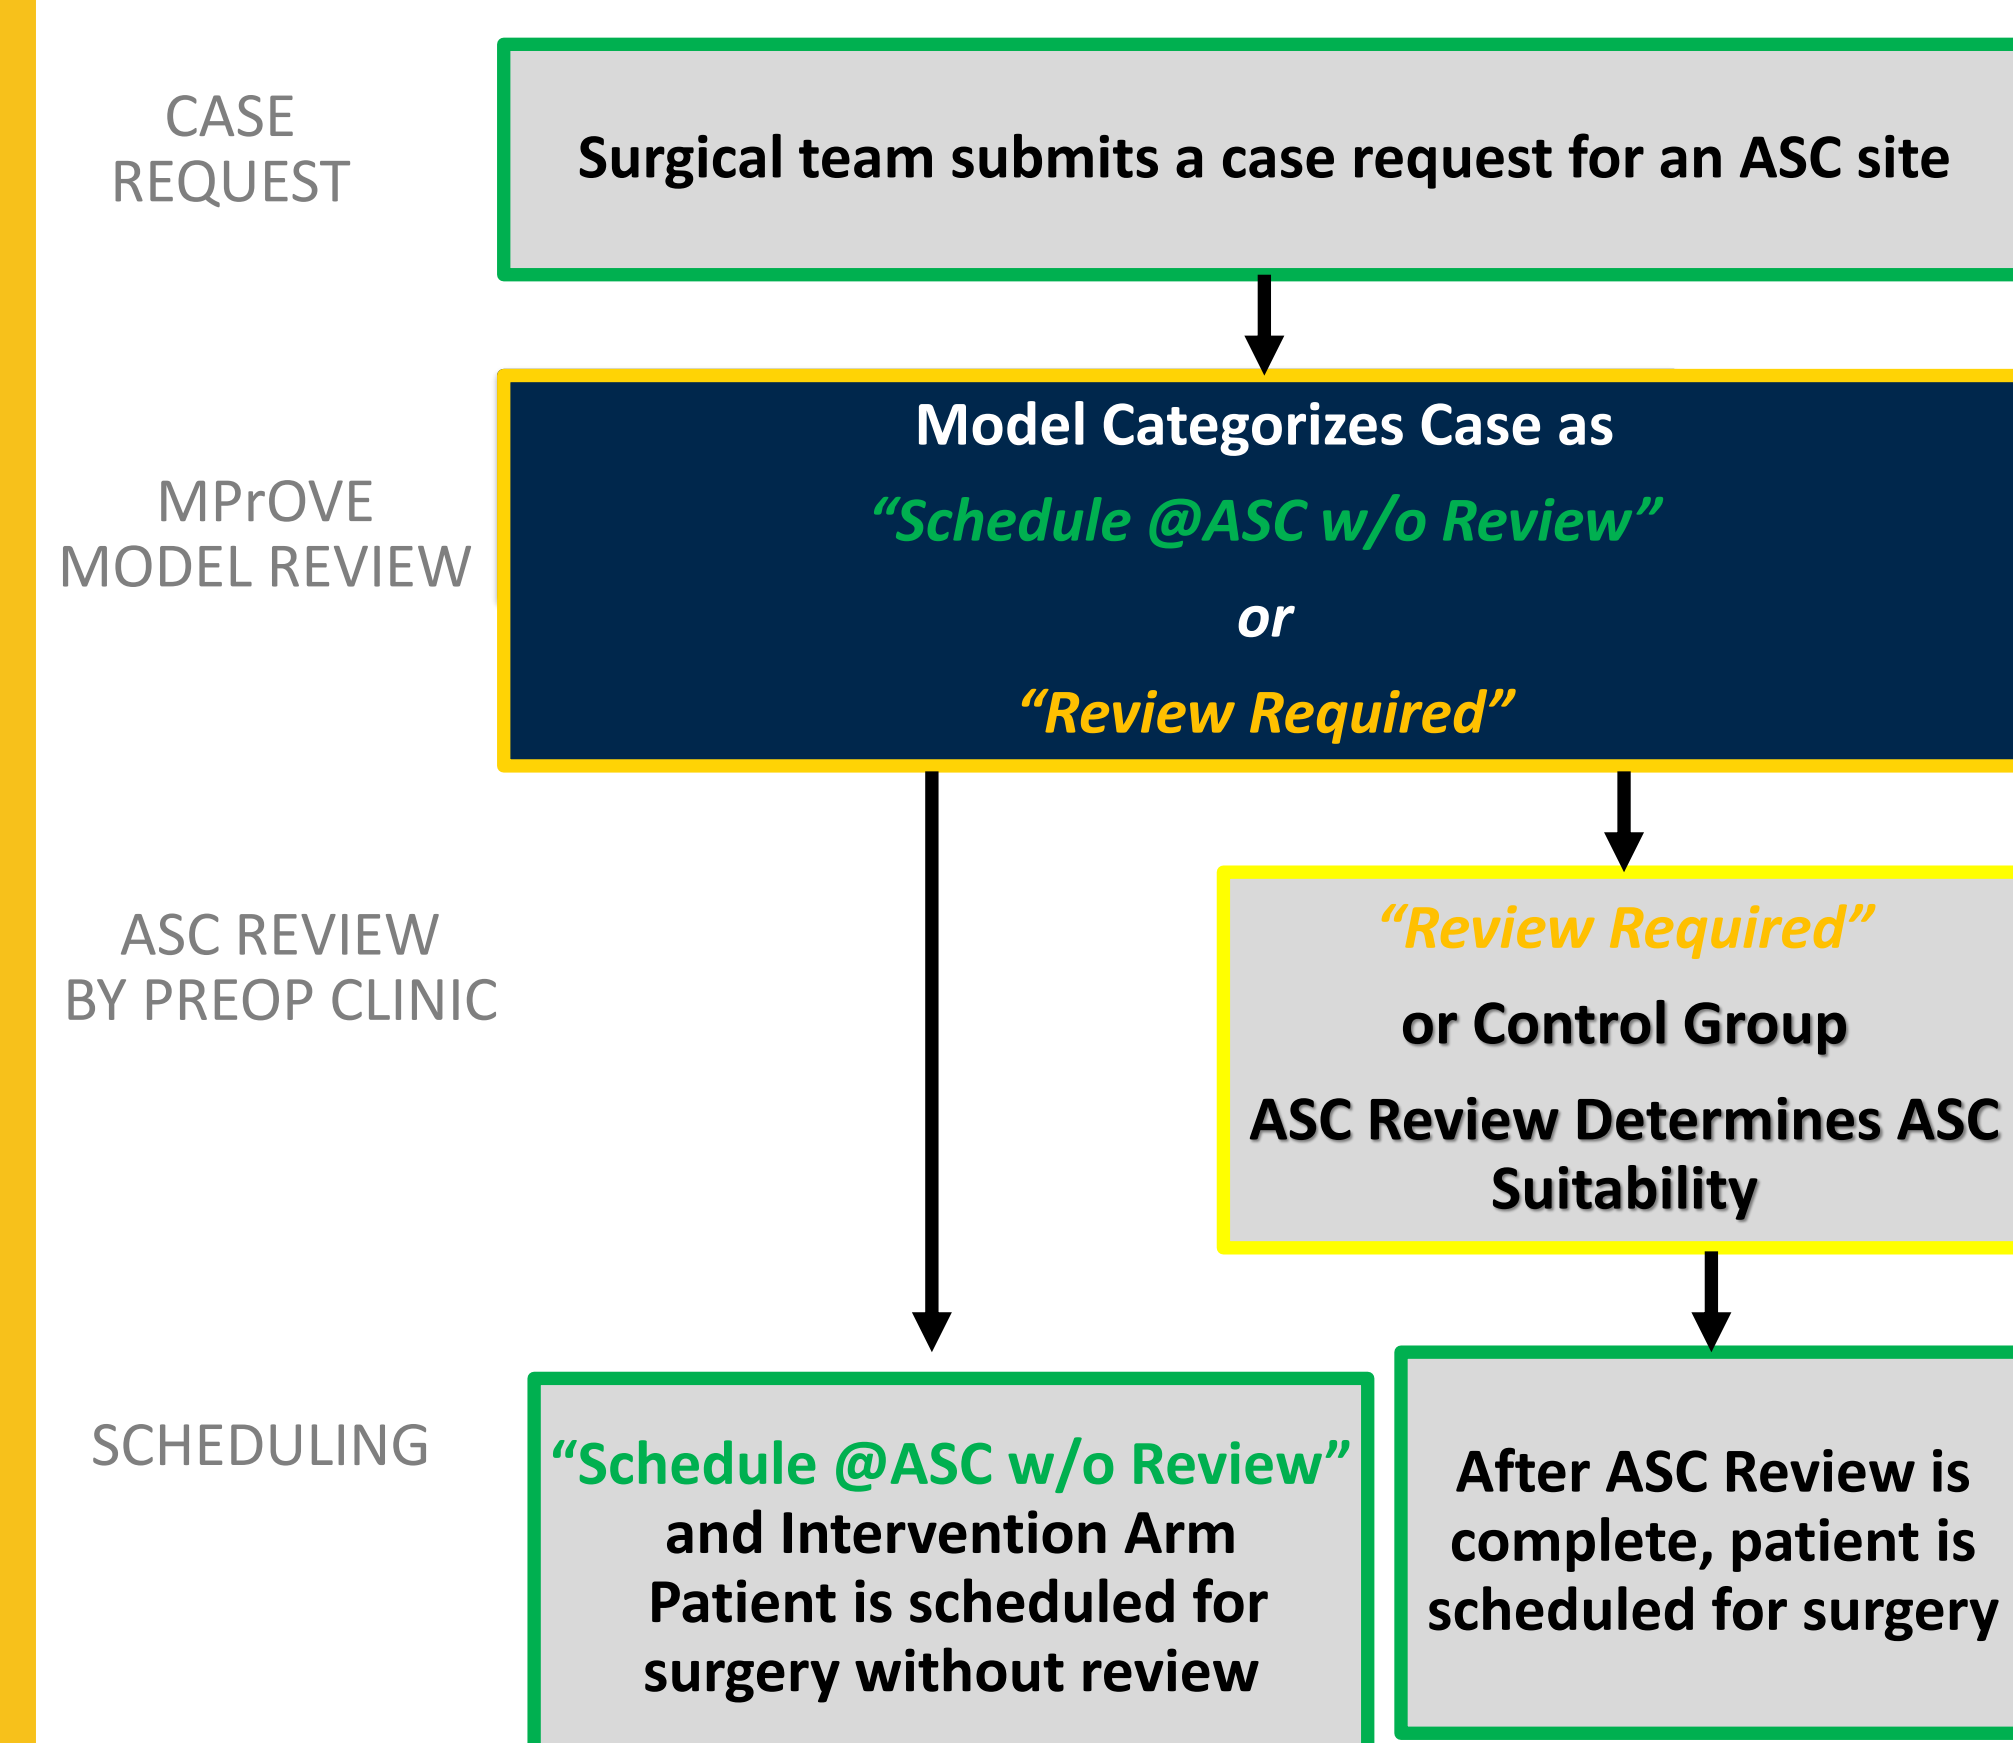 CASE
REQUEST
Surgical team submits a case request for an ASC site
MPrOVE
MODEL REVIEW
Model Categorizes Case as
“Schedule @ASC w/o Review”
or
“Review Required”
ASC REVIEW
BY PREOP CLINIC
“Review Required”
or Control Group
ASC Review Determines ASC
Suitability
SCHEDULING
“Schedule @ASC w/o Review”
and Intervention Arm
Patient is scheduled for
surgery without review
After ASC Review is
complete, patient is
scheduled for surgery